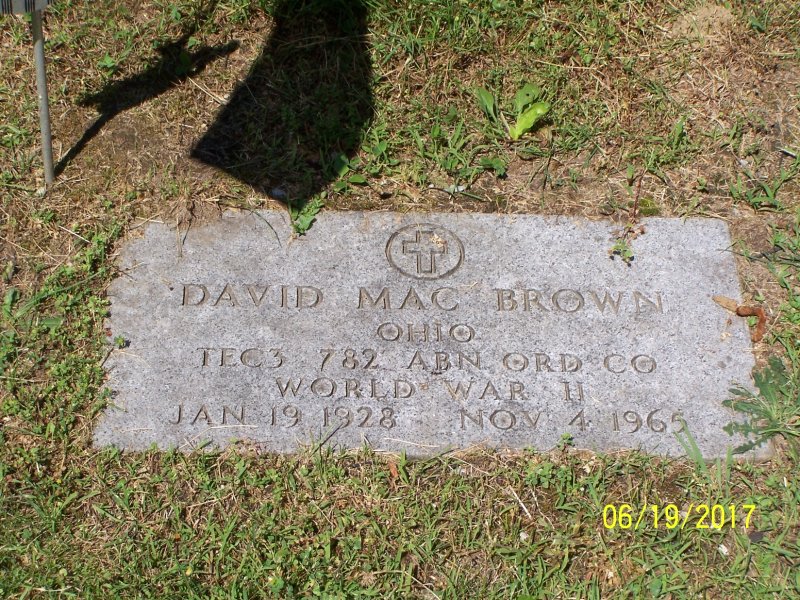 DAVID MAC BROWN
OHIO
TEC3 782 ABN ORD CO
WORLD WAR II
JAN 19 1928 NOV 4 1965
06/19/2017